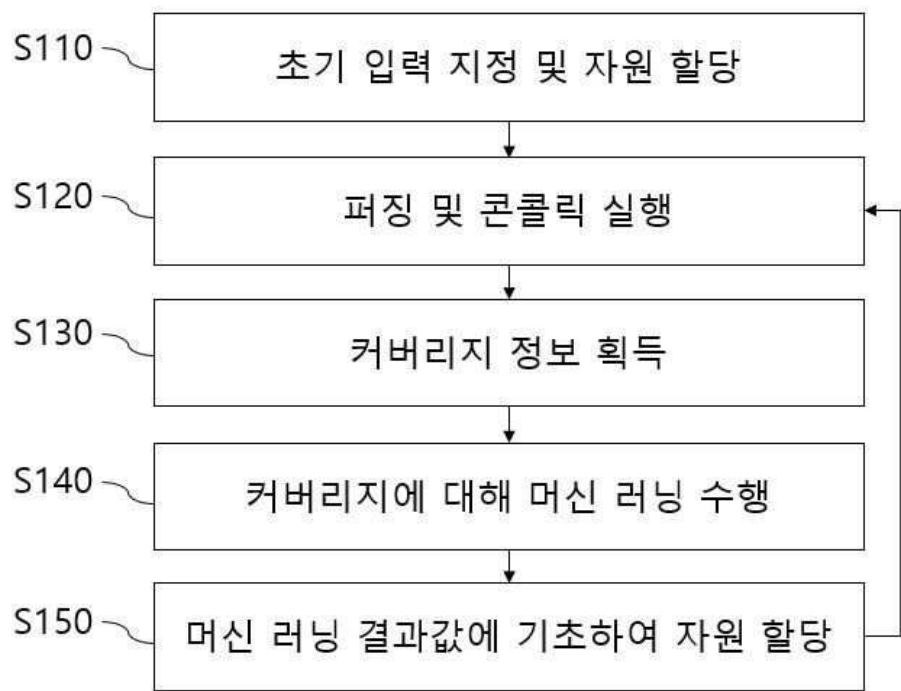 S110
초기 입력 지정 및 자원 할당
S120
퍼징 및 콘콜릭 실행
S130
커버리지 정보 획득
S140
커버리지에 대해 머신 러닝 수행
S150
머신 러닝 결과값에 기초하여 자원 할당